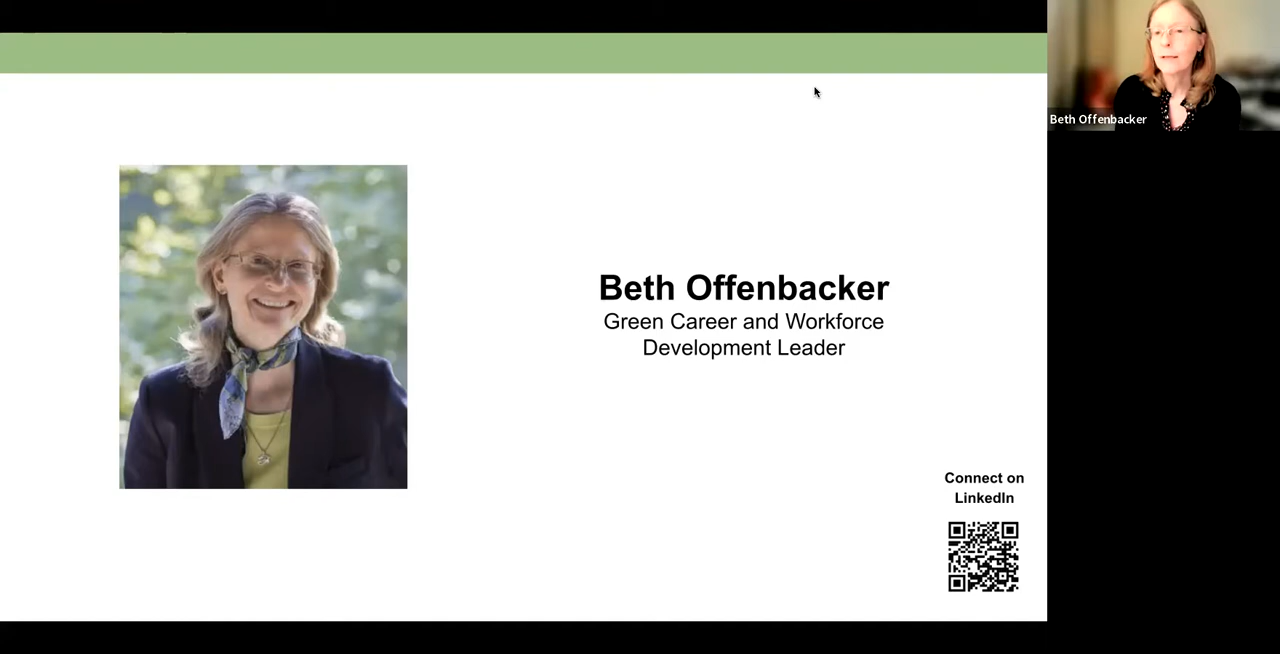 Beth Offenbacker
Beth Offenbacker
Green Career and Workforce
Development Leader
Connect on
LinkedIn